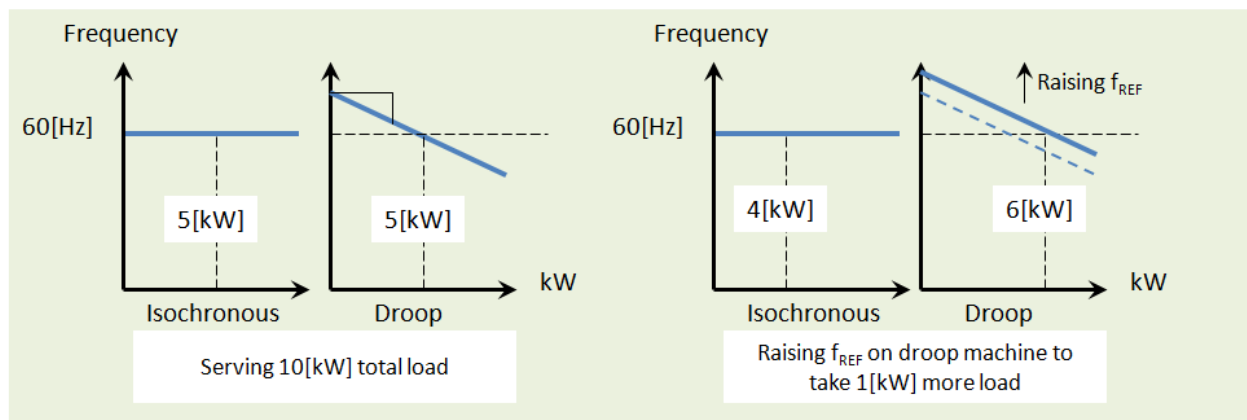 Frequency
60[Hz]
5[kW]
5[kW]
kW
Isochronous
Droop
Serving 10[kW] total load
Frequency
Raising fREF
60[Hz]
4[kW]
6[kW]
kW
Isochronous
Droop
Raising fREF on droop machine to
take 1[kW] more load